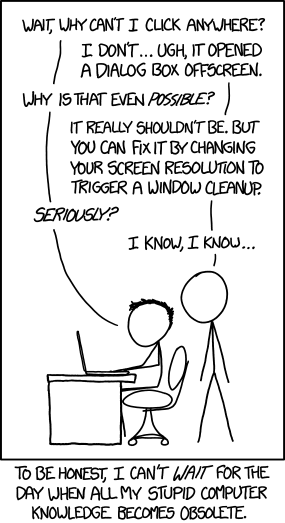 WAIT, WHY CAN'T I CLICK ANYWHERE?
I DON'T... UGH, IT OPENED
A DIALOG BOX OFFSCREEN.
WHY IS THAT EVEN POSSIBLE?
IT REALLY SHOULDN'T BE. BUT
YOU CAN FIX IT BY CHANGING
YOUR SCREEN RESOLUTION TO
TRIGGER A WINDOW CLEANUP.
SERIOUSLY?
I KNOW, I KNOW...
TO BE HONEST, I CAN'T WAIT FOR THE
DAY WHEN ALL MY STUPID COMPUTER
KNOWLEDGE BECOMES OBSOLETE.